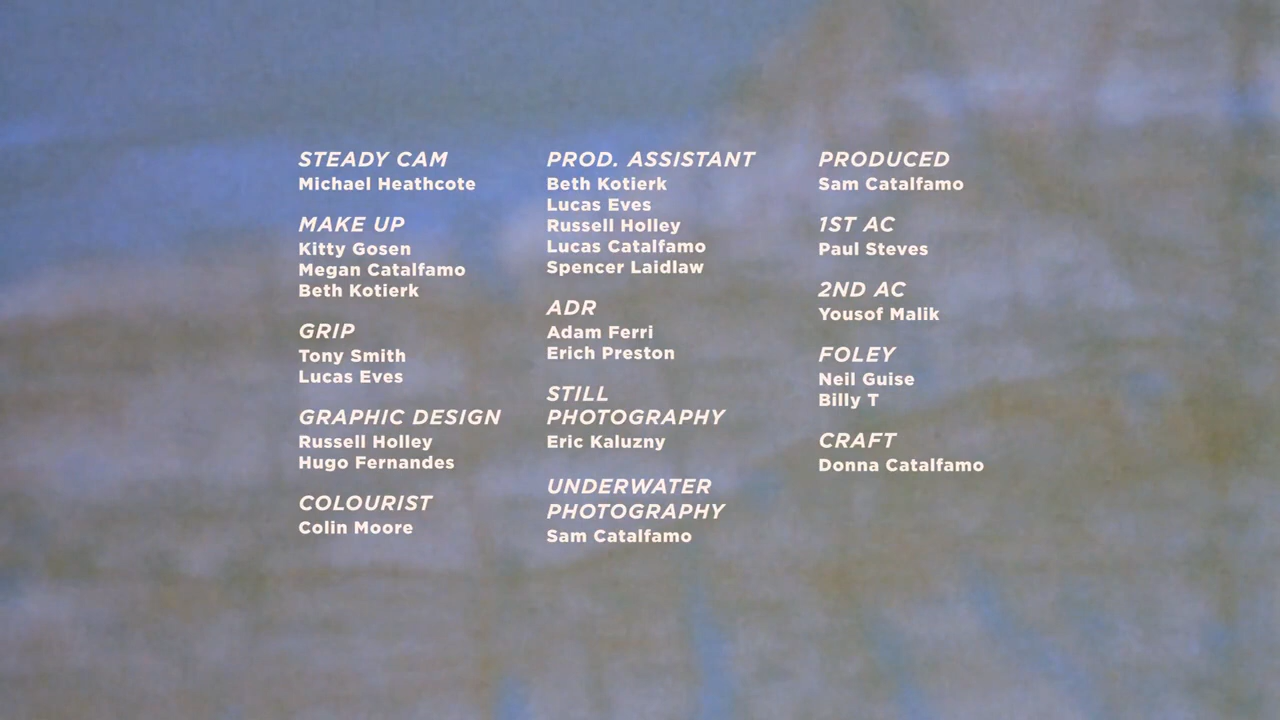 STEADY CAM
Michael Heathcote
MAKE UP
Kitty Gosen
Megan Catalfamo
Beth Kotierk
GRIP
Tony Smith
Lucas Eves
GRAPHIC DESIGN
Russell Holley
Hugo Fernandes
COLOURIST
Colin Moore
PROD. ASSISTANT
Beth Kotierk
Lucas Eves
Russell Holley
Lucas Catalfamo
Spencer Laidlaw
ADR
Adam Ferri
Erich Preston
STILL
PHOTOGRAPHY
Eric Kaluzny
UNDERWATER
PHOTOGRAPHY
Sam Catalfamo
PRODUCED
Sam Catalfamo
1ST AC
Paul Steves
2ND AC
Yousof Malik
FOLEY
Neil Guise
Billy T
CRAFT
Donna Catalfamo